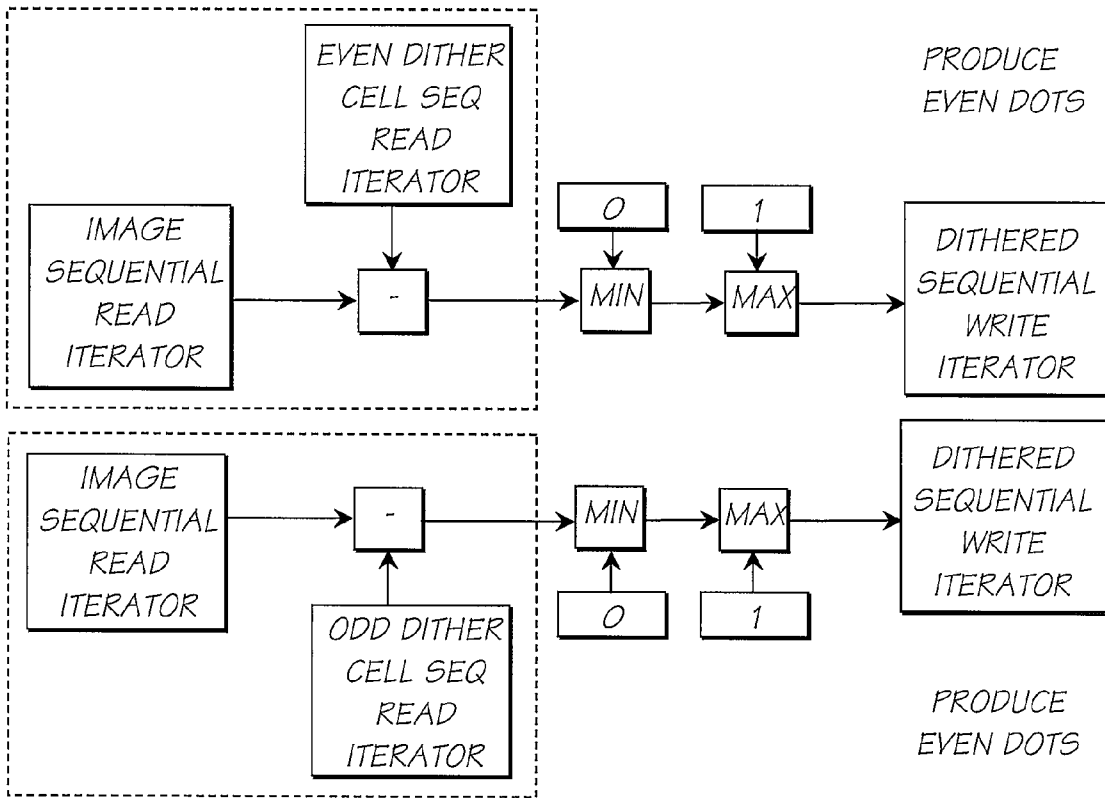 EVEN DITHER
CELL SEQ
READ
ITERATOR
PRODUCE
EVEN DOTS
IMAGE
SEQUENTIAL
READ
ITERATOR
-
0
1
MIN
MAX
DITHERED
SEQUENTIAL
WRITE
ITERATOR
IMAGE
SEQUENTIAL
READ
ITERATOR
-
MIN
MAX
0
1
DITHERED
SEQUENTIAL
WRITE
ITERATOR
ODD DITHER
CELL SEQ
READ
ITERATOR
PRODUCE
EVEN DOTS